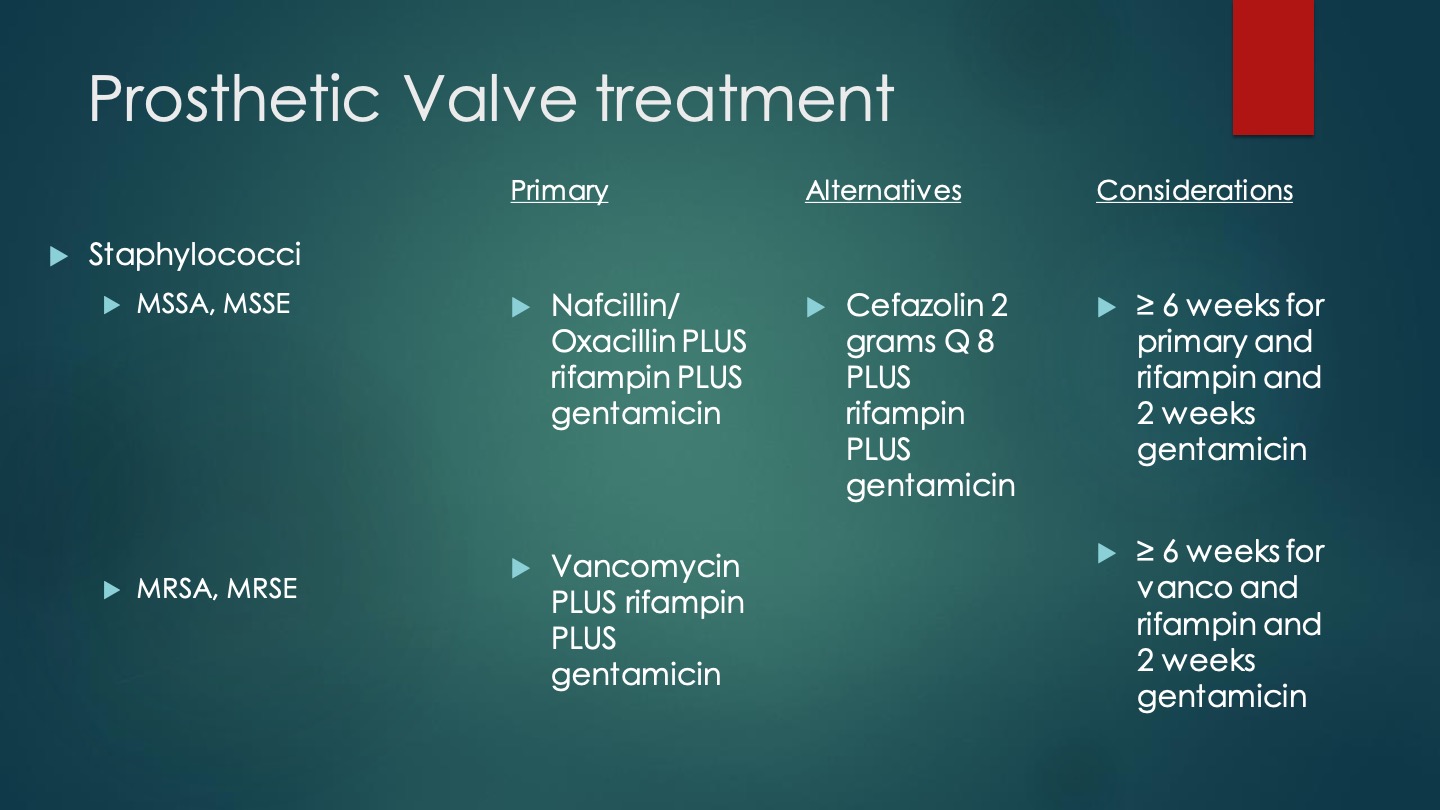 Prosthetic Valve treatment
Primary
Alternatives
Considerations
Staphylococci
MSSA, MSSE
Nafcillin/
Oxacillin PLUS
rifampin PLUS
gentamicin
Cefazolin 2
grams Q 8
PLUS
rifampin
PLUS
gentamicin
≥ 6 weeks for
primary and
rifampin and
2 weeks
gentamicin
MRSA, MRSE
Vancomycin
PLUS rifampin
PLUS
gentamicin
≥ 6 weeks for
vanco and
rifampin and
2 weeks
gentamicin